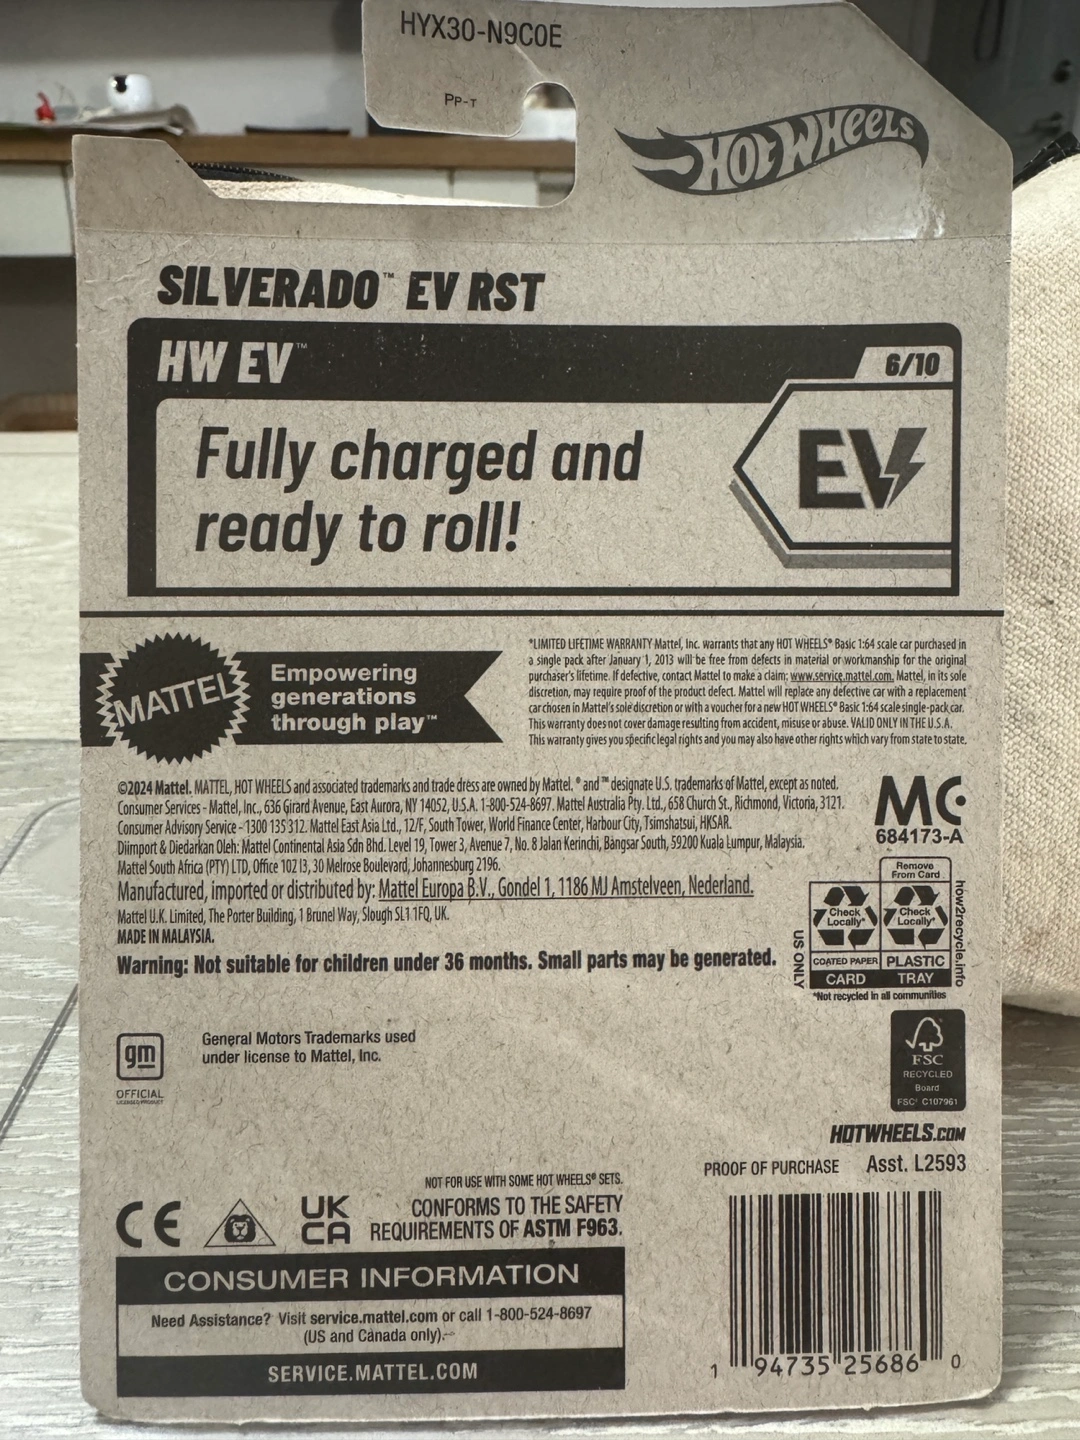 HYX30-N9C0E
PP-T
HOT WHEELS
SILVERADO™ EV RST
HW EV™
6/10
Fully charged and
ready to roll!
EV
MATTEL
Empowering
generations
through play™
*LIMITED LIFETIME WARRANTY Mattel, Inc. warrants that any HOT WHEELS® Basic 1:64 scale car purchased in
a single pack after January 1, 2013 will be free from defects in material or workmanship for the original
purchaser's lifetime. If defective, contact Mattel to make a claim; www.service.mattel.com. Mattel, in its sole
discretion, may require proof of the product defect. Mattel will replace any defective car with a replacement
car chosen in Mattel's sole discretion or with a voucher for a new HOT WHEELS® Basic 1:64 scale single-pack car.
This warranty does not cover damage resulting from accident, misuse or abuse. VALID ONLY IN THE U.S.A.
This warranty gives you specific legal rights and you may also have other rights which vary from state to state.
©2024 Mattel. MATTEL, HOT WHEELS and associated trademarks and trade dress are owned by Mattel. ® and ™ designate U.S. trademarks of Mattel, except as noted.
Consumer Services - Mattel, Inc., 636 Girard Avenue, East Aurora, NY 14052, U.S.A. 1-800-524-8697. Mattel Australia Pty. Ltd., 658 Church St., Richmond, Victoria, 3121.
Consumer Advisory Service - 1300 135 312. Mattel East Asia Ltd., 12/F, South Tower, World Finance Center, Harbour City, Tsimshatsui, HKSAR.
Diimport & Diedarkan Oleh: Mattel Continental Asia Sdn Bhd. Level 19, Tower 3, Avenue 7, No. 8 Jalan Kerinchi, Bangsar South, 59200 Kuala Lumpur, Malaysia.
Mattel South Africa (PTY) LTD, Office 102 I3, 30 Melrose Boulevard, Johannesburg 2196.
Manufactured, imported or distributed by: Mattel Europa B.V., Gondel 1, 1186 MJ Amstelveen, Nederland.
Mattel U.K. Limited, The Porter Building, 1 Brunel Way, Slough SL1 1FQ, UK.
MADE IN MALAYSIA.
Warning: Not suitable for children under 36 months. Small parts may be generated.
MC
684173-A
Remove
From Card
Check
Locally*
Check
Locally*
COATED PAPER
PLASTIC
CARD
TRAY
US ONLY
how2recycle.info
*Not recycled in all communities
gm
OFFICIAL
LICENSED PRODUCT
General Motors Trademarks used
under license to Mattel, Inc.
FSC
RECYCLED
Board
FSC® C107961
HOTWHEELS.COM
PROOF OF PURCHASE
Asst. L2593
NOT FOR USE WITH SOME HOT WHEELS® SETS.
CONFORMS TO THE SAFETY
REQUIREMENTS OF ASTM F963.
CE
UK
CA
CONSUMER INFORMATION
Need Assistance? Visit service.mattel.com or call 1-800-524-8697
(US and Canada only).
SERVICE.MATTEL.COM
1 94735 25686 0